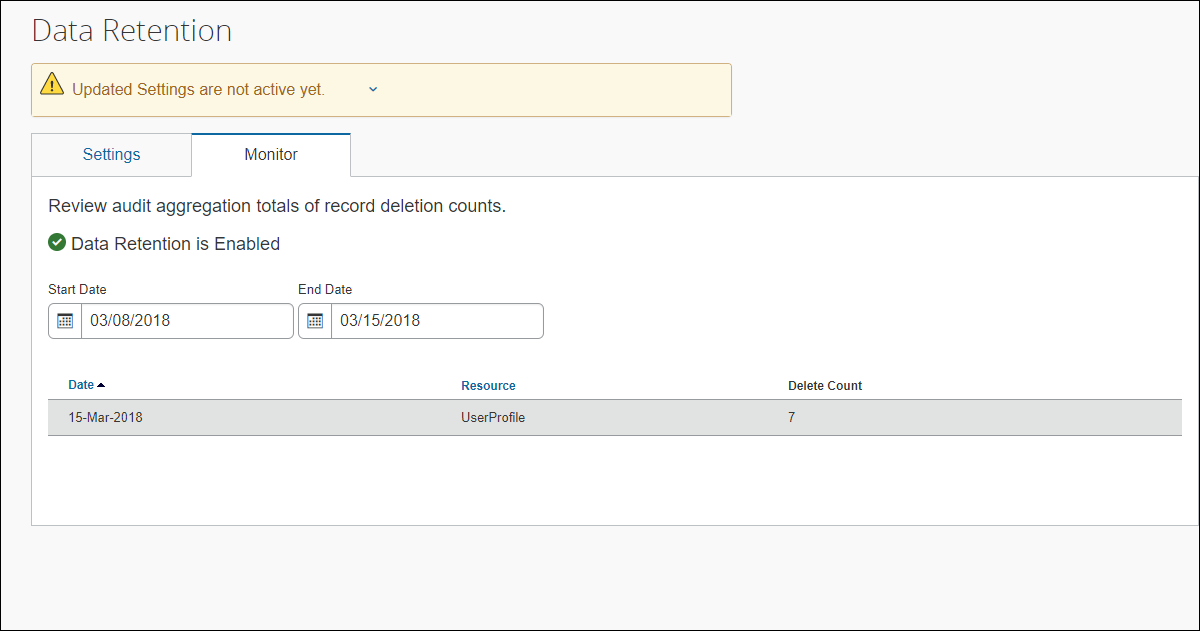 Data Retention
Updated Settings are not active yet.
Settings Monitor
Review audit aggregation totals of record deletion counts.
Data Retention is Enabled
Start Date End Date
03/08/2018 03/15/2018
Date Resource Delete Count
15-Mar-2018 UserProfile 7